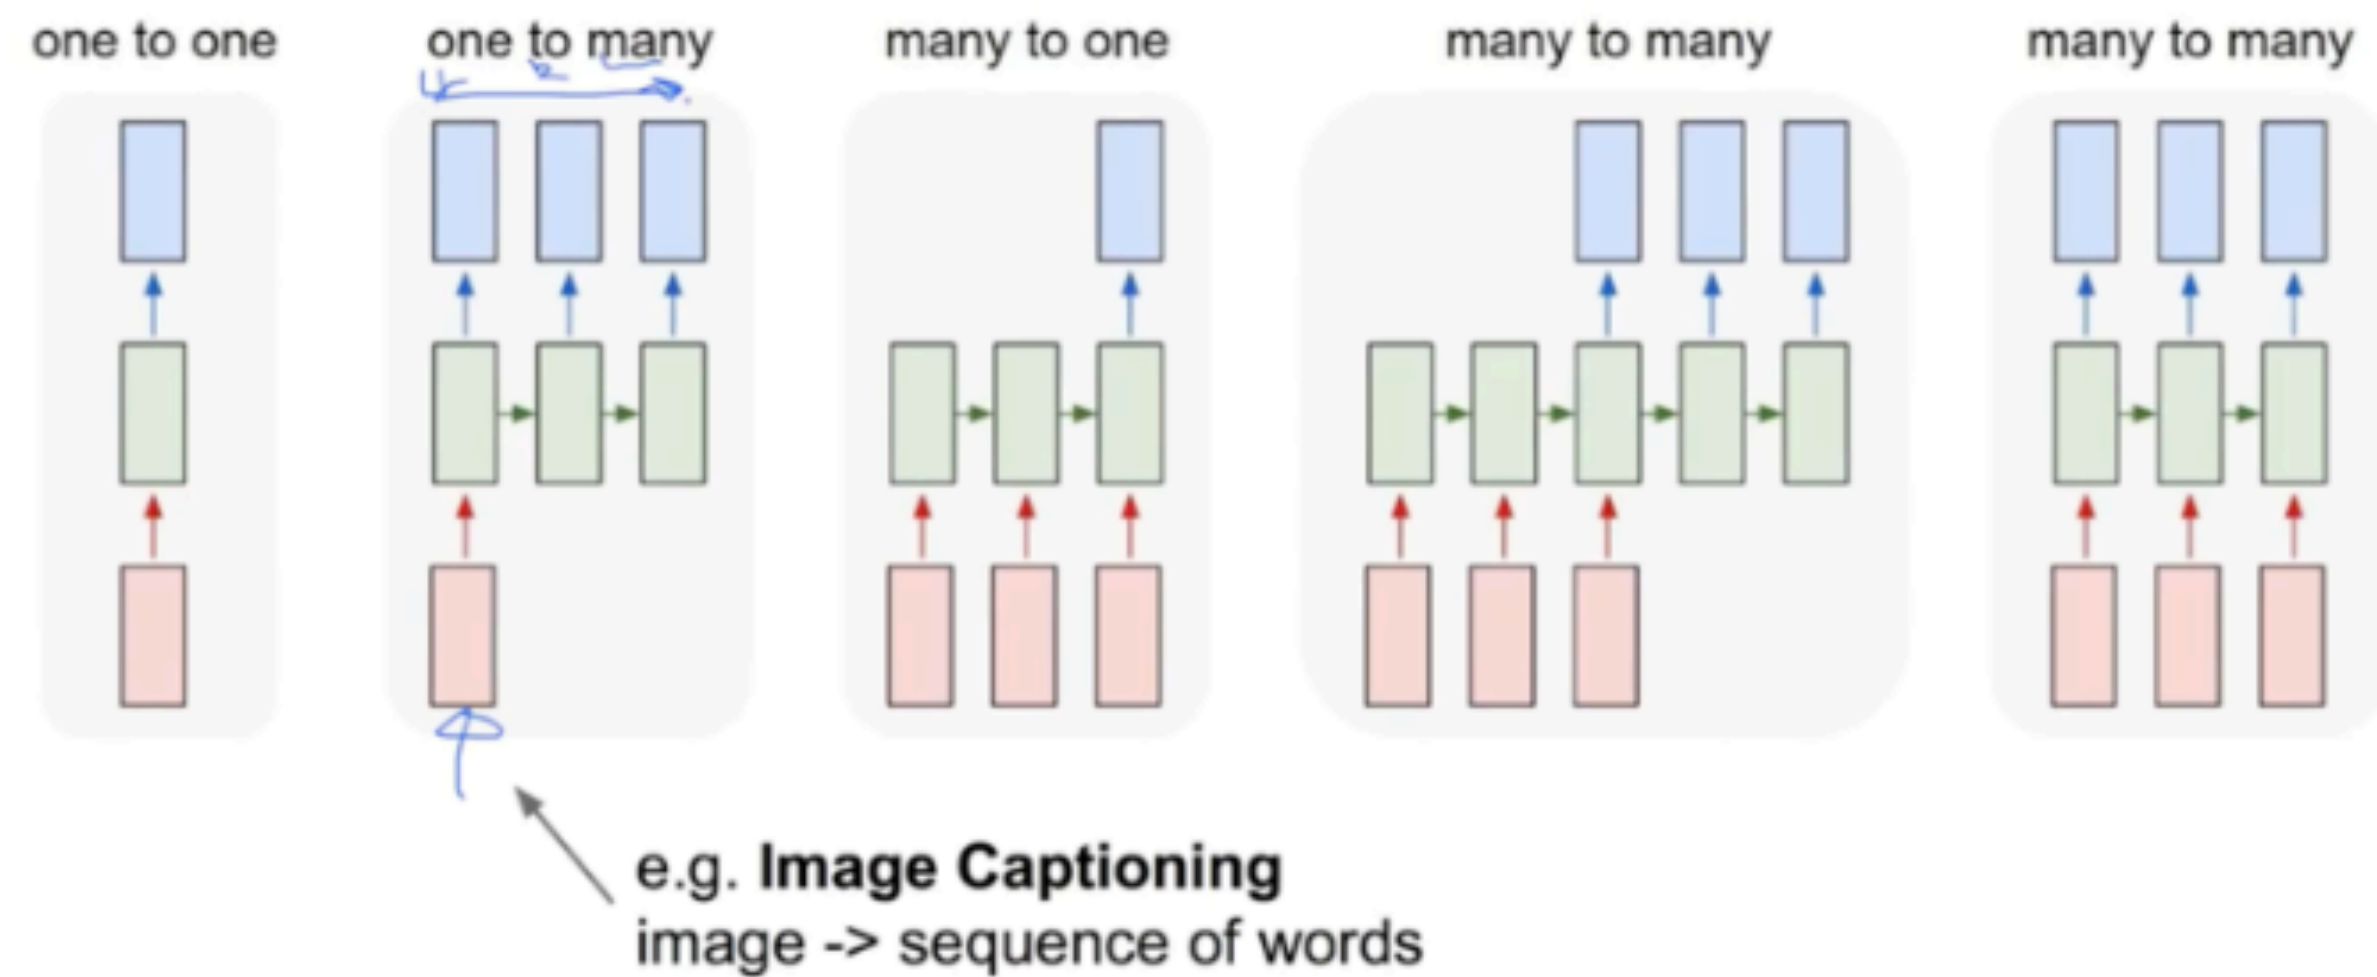 one to one
one to many
many to one
many to many
many to many
e.g. Image Captioning
image -> sequence of words